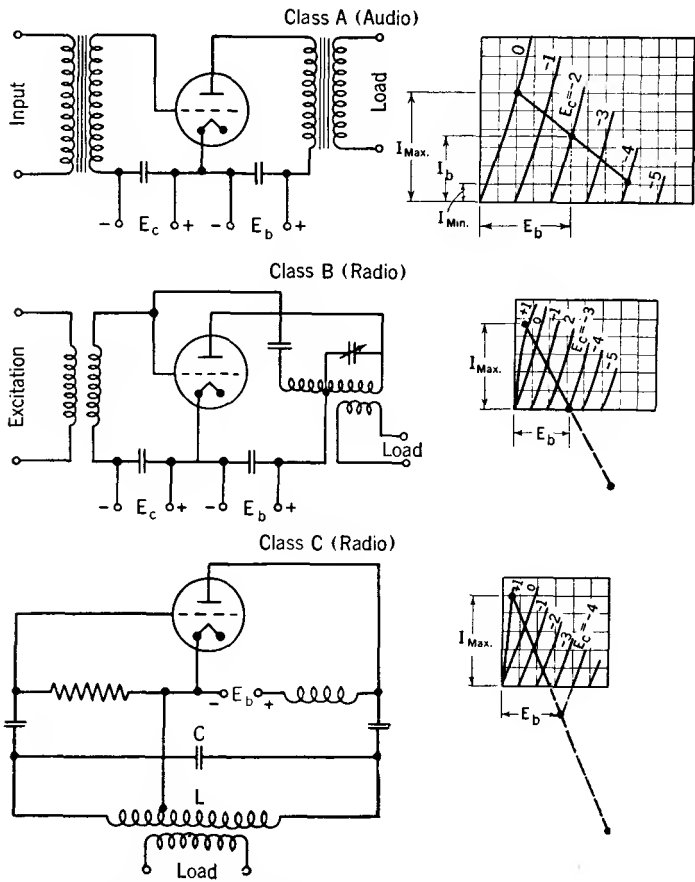 Class A (Audio)
Input
Load
− E_c +
− E_b +
I_Max.
I_b
I_Min.
E_b
0
-1
E_c=-2
-3
-4
-5
Class B (Radio)
Excitation
Load
− E_c +
− E_b +
I_Max.
E_b
+1
0
-1
2
E_c=-3
-4
-5
Class C (Radio)
− E_b +
C
L
Load
I_Max.
E_b
+1
0
-1
-2
-3
E_c=-4